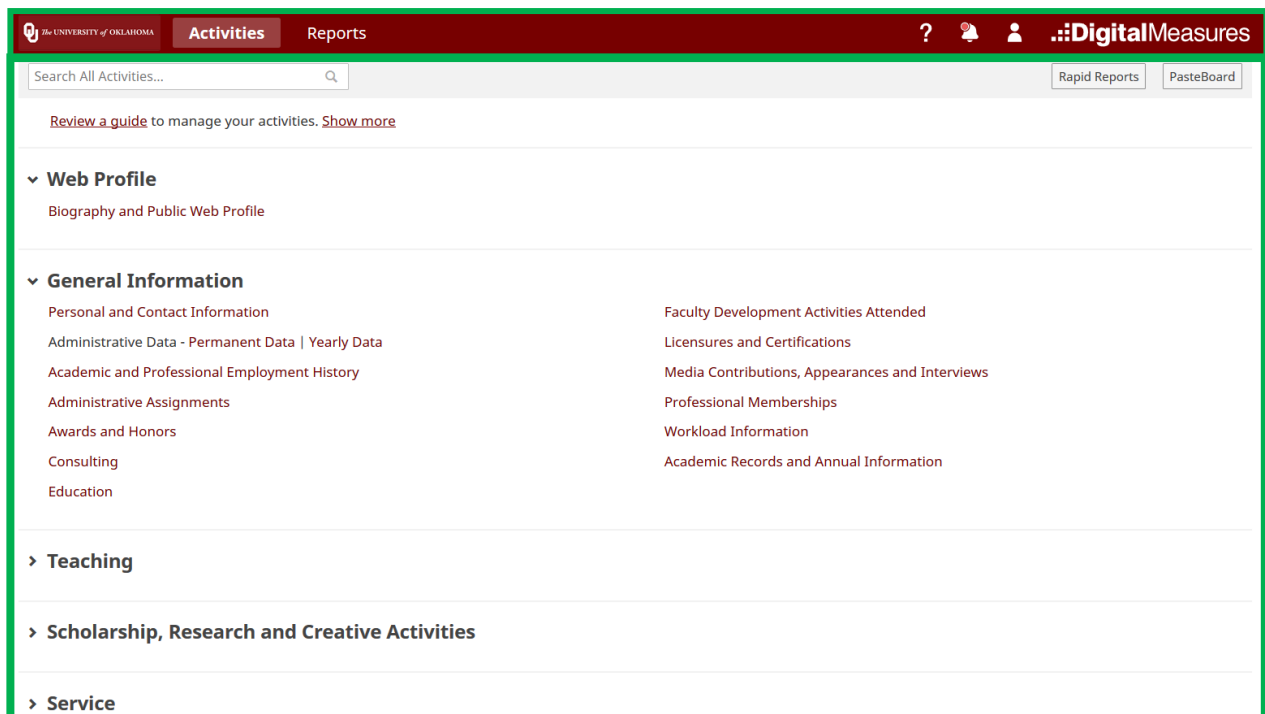 The UNIVERSITY of OKLAHOMA Activities Reports ? .:: DigitalMeasures
Search All Activities... Rapid Reports PasteBoard
Review a guide to manage your activities. Show more
Web Profile
Biography and Public Web Profile
General Information
Personal and Contact Information
Administrative Data - Permanent Data | Yearly Data
Academic and Professional Employment History
Administrative Assignments
Awards and Honors
Consulting
Education
Faculty Development Activities Attended
Licensures and Certifications
Media Contributions, Appearances and Interviews
Professional Memberships
Workload Information
Academic Records and Annual Information
Teaching
Scholarship, Research and Creative Activities
Service